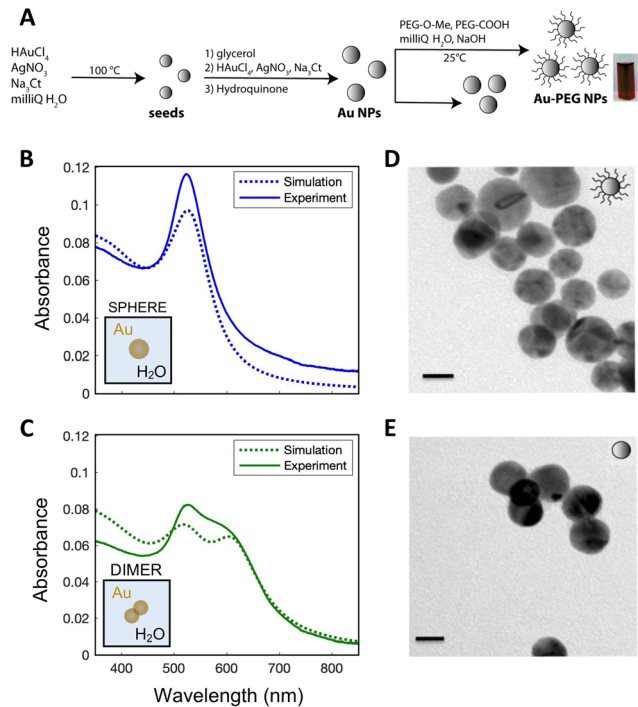 A
HAuCl4
AgNO3
Na3Ct
milliQ H2O
100 °C
seeds
1) glycerol
2) HAuCl4, AgNO3, Na3Ct
3) Hydroquinone
Au NPs
PEG-O-Me, PEG-COOH
milliQ H2O, NaOH
25°C
Au-PEG NPs
B
Absorbance
0.12
0.1
0.08
0.06
0.04
0.02
0
Simulation
Experiment
SPHERE
Au
H2O
D
C
Absorbance
0.12
0.1
0.08
0.06
0.04
0.02
0
Simulation
Experiment
DIMER
Au
H2O
400 500 600 700 800
Wavelength (nm)
E